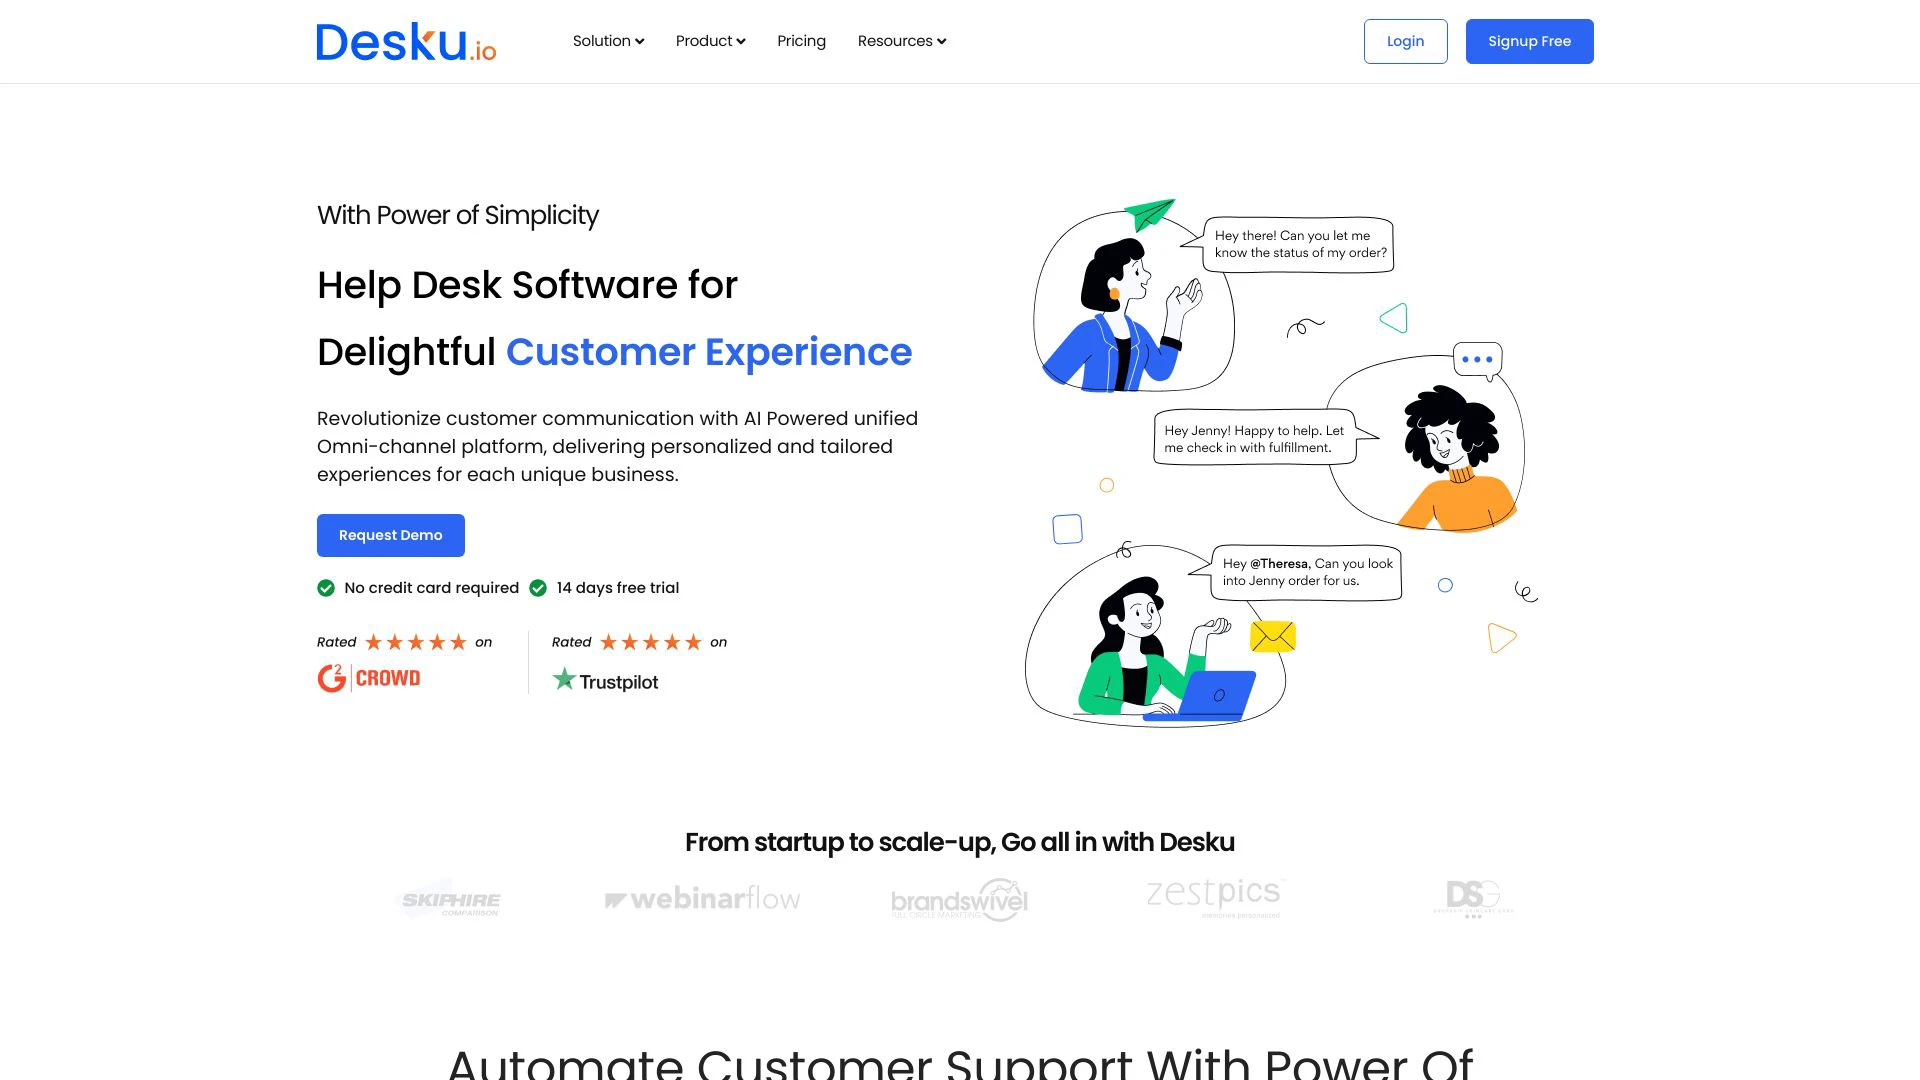 Desku.io
Solution
Product
Pricing
Resources
Login
Signup Free
With Power of Simplicity
Help Desk Software for
Delightful Customer Experience
Revolutionize customer communication with AI Powered unified
Omni-channel platform, delivering personalized and tailored
experiences for each unique business.
Request Demo
No credit card required
14 days free trial
Rated ★★★★★ on
G2 CROWD
Rated ★★★★★ on
Trustpilot
Hey there! Can you let me
know the status of my order?
Hey Jenny! Happy to help. Let
me check in with fulfillment.
Hey @Theresa, Can you look
into Jenny order for us.
From startup to scale-up, Go all in with Desku
SKIPHIRE
COMPARISON
webinarflow
brandswivel
FULL CIRCLE MARKETING
zestpics
memories personalized
DSG
Automate Customer Support With Power Of